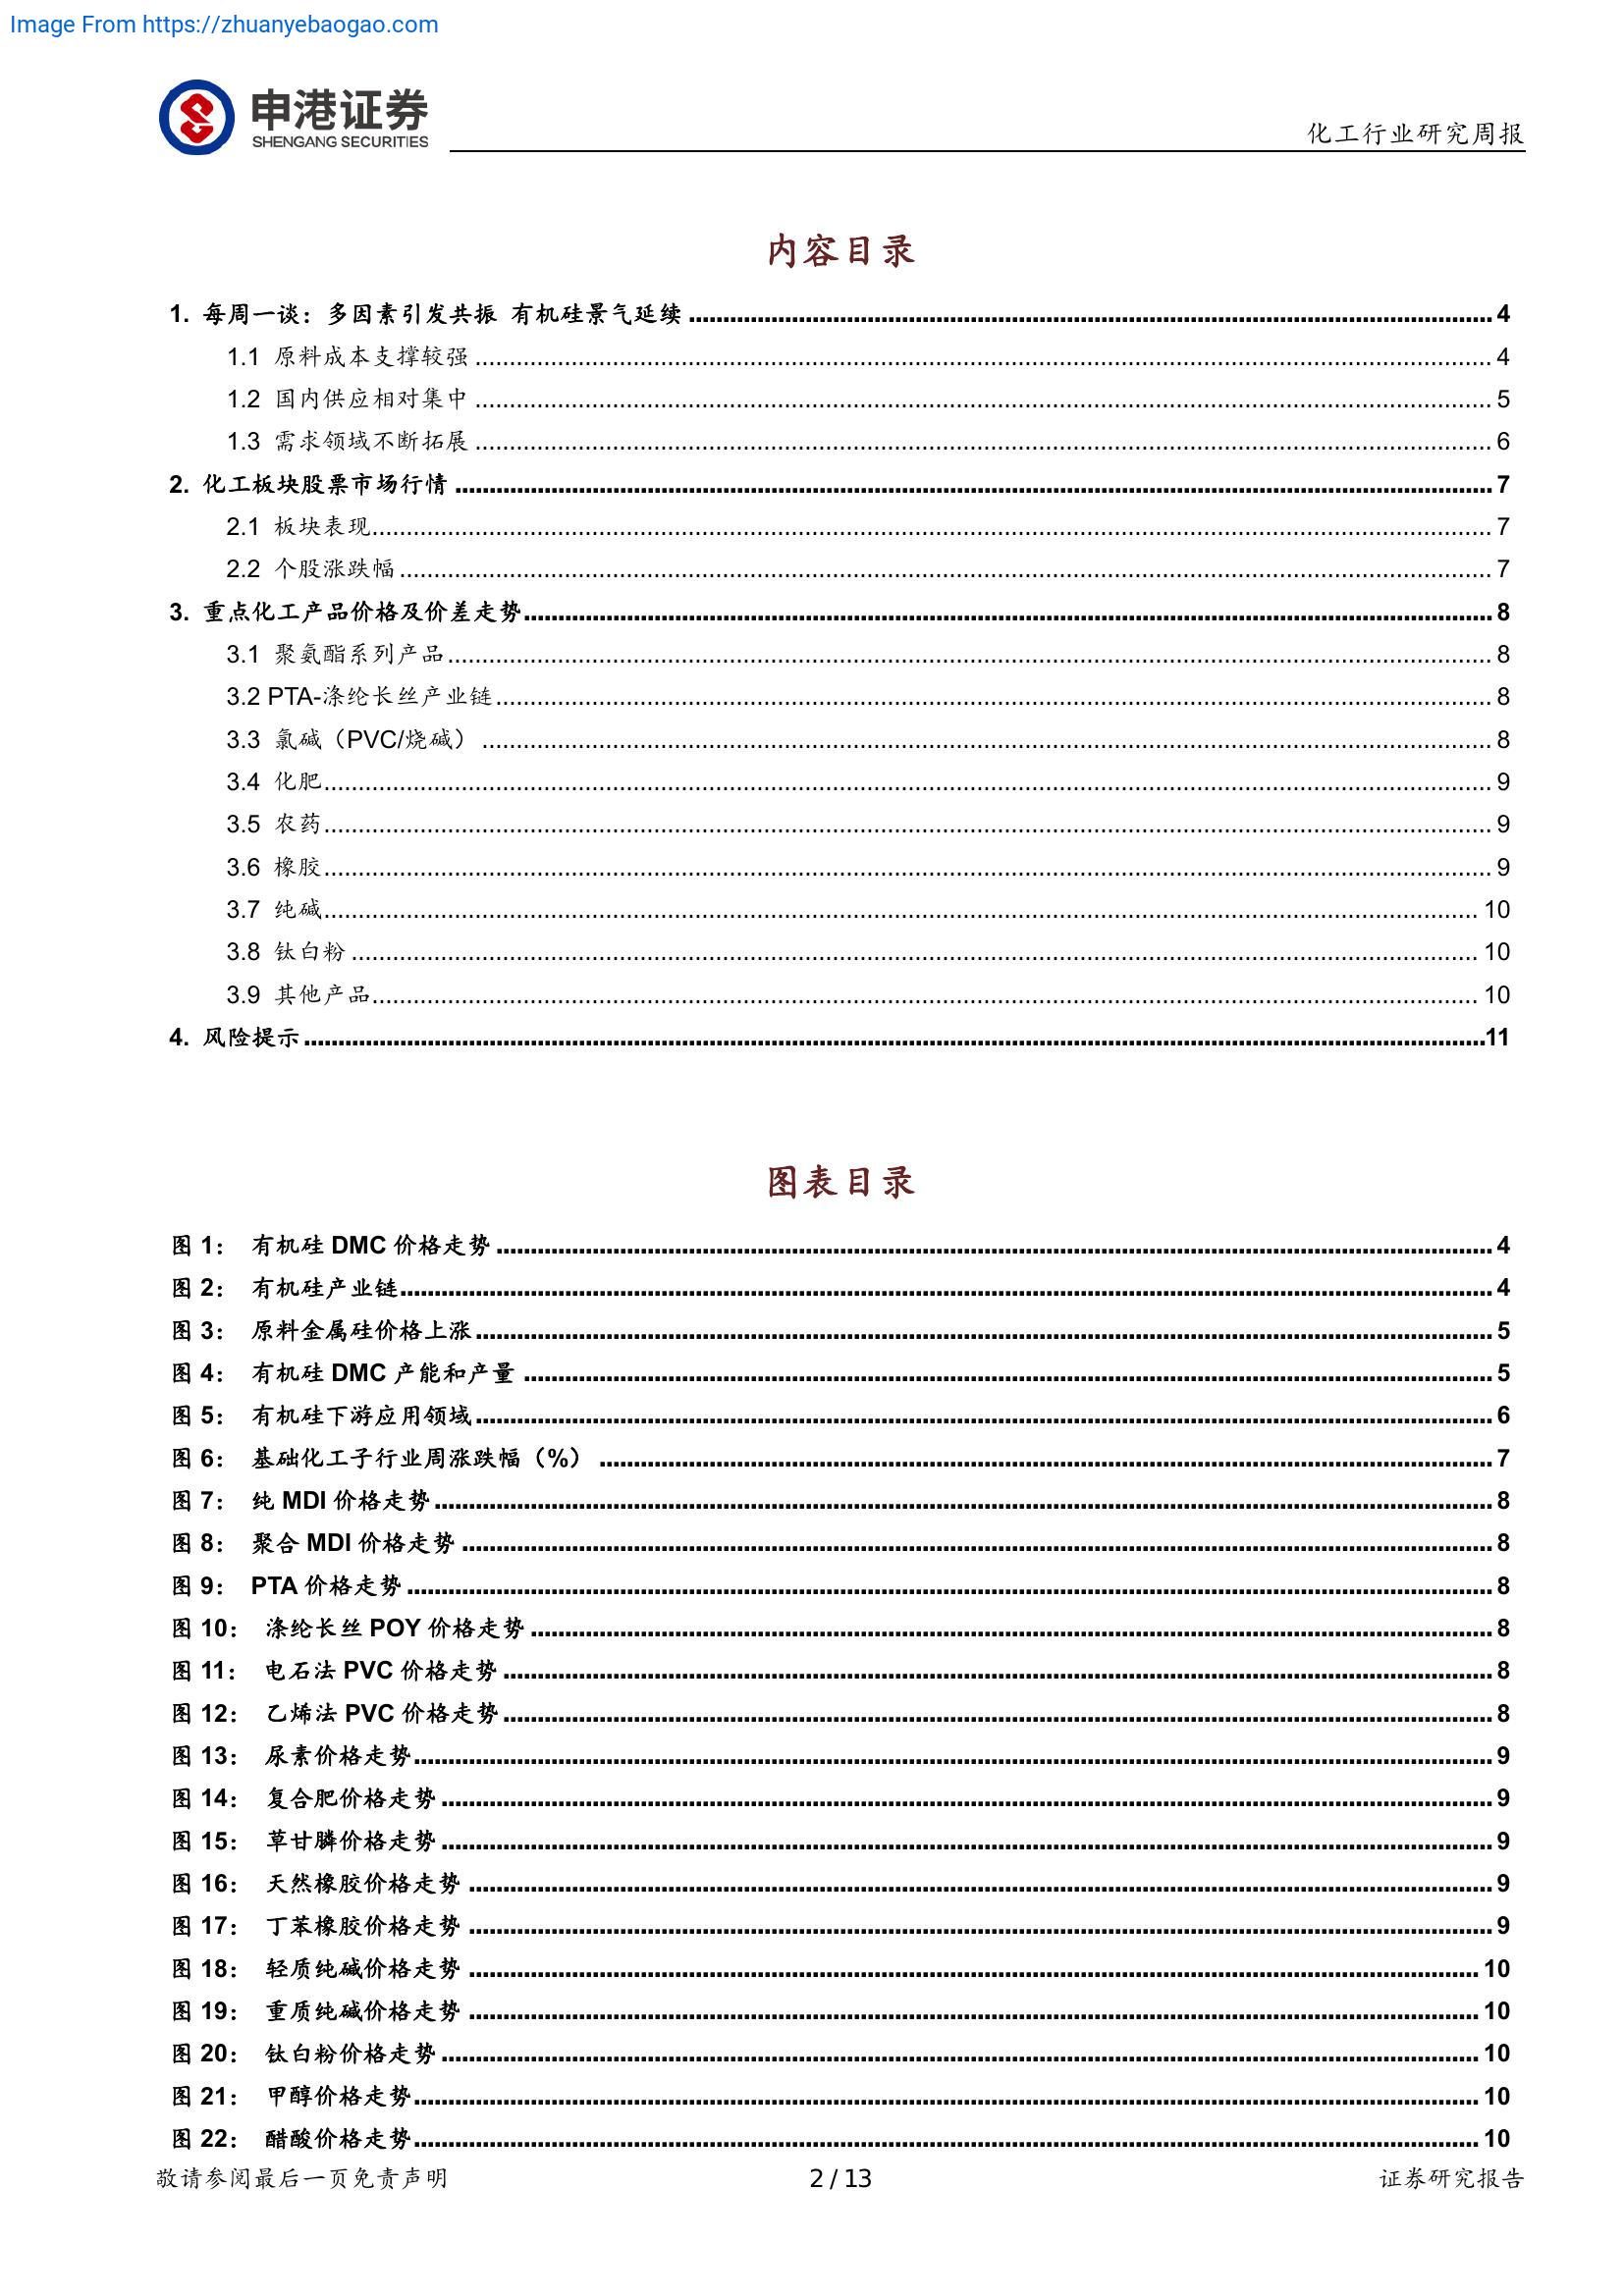 Image From https://zhuanyebaogao.com
申港证券
SHENGANG SECURITIES
化工行业研究周报
内容目录
1. 每周一谈：多因素引发共振 有机硅景气延续 4
1.1 原料成本支撑较强 4
1.2 国内供应相对集中 5
1.3 需求领域不断拓展 6
2. 化工板块股票市场行情 7
2.1 板块表现 7
2.2 个股涨跌幅 7
3. 重点化工产品价格及价差走势 8
3.1 聚氨酯系列产品 8
3.2 PTA-涤纶长丝产业链 8
3.3 氯碱（PVC/烧碱） 8
3.4 化肥 9
3.5 农药 9
3.6 橡胶 9
3.7 纯碱 10
3.8 钛白粉 10
3.9 其他产品 10
4. 风险提示 11
图表目录
图 1： 有机硅 DMC 价格走势 4
图 2： 有机硅产业链 4
图 3： 原料金属硅价格上涨 5
图 4： 有机硅 DMC 产能和产量 5
图 5： 有机硅下游应用领域 6
图 6： 基础化工子行业周涨跌幅（%） 7
图 7： 纯 MDI 价格走势 8
图 8： 聚合 MDI 价格走势 8
图 9： PTA 价格走势 8
图 10： 涤纶长丝 POY 价格走势 8
图 11： 电石法 PVC 价格走势 8
图 12： 乙烯法 PVC 价格走势 8
图 13： 尿素价格走势 9
图 14： 复合肥价格走势 9
图 15： 草甘膦价格走势 9
图 16： 天然橡胶价格走势 9
图 17： 丁苯橡胶价格走势 9
图 18： 轻质纯碱价格走势 10
图 19： 重质纯碱价格走势 10
图 20： 钛白粉价格走势 10
图 21： 甲醇价格走势 10
图 22： 醋酸价格走势 10
敬请参阅最后一页免责声明 2 / 13 证券研究报告